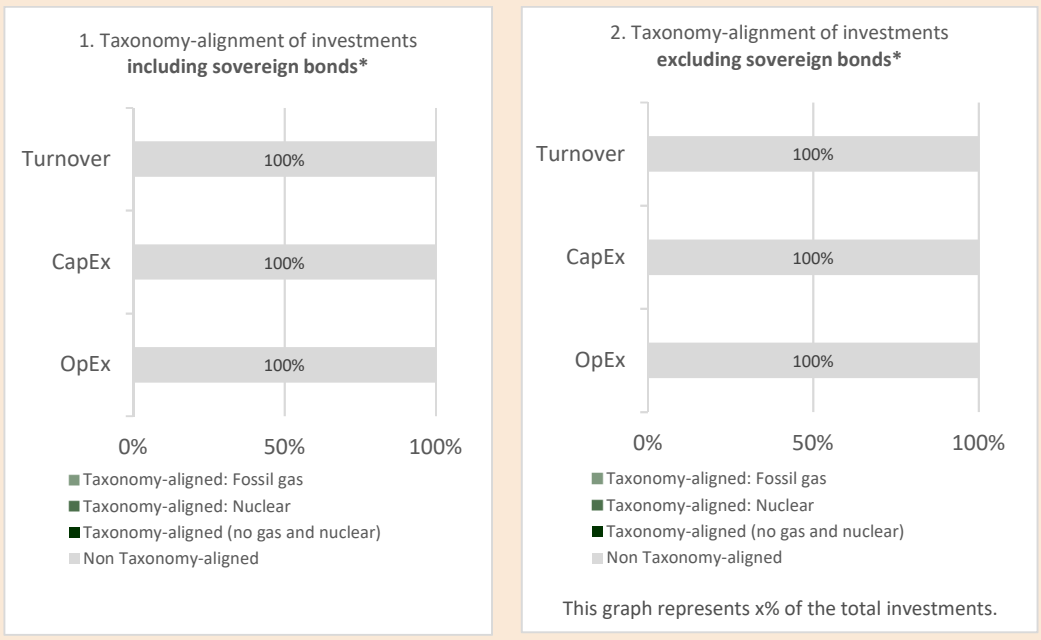 1. Taxonomy-alignment of investments
including sovereign bonds*
Turnover
100%
CapEx
100%
OpEx
100%
0%
50%
100%
Taxonomy-aligned: Fossil gas
Taxonomy-aligned: Nuclear
Taxonomy-aligned (no gas and nuclear)
Non Taxonomy-aligned
2. Taxonomy-alignment of investments
excluding sovereign bonds*
Turnover
100%
CapEx
100%
OpEx
100%
0%
50%
100%
Taxonomy-aligned: Fossil gas
Taxonomy-aligned: Nuclear
Taxonomy-aligned (no gas and nuclear)
Non Taxonomy-aligned
This graph represents x% of the total investments.